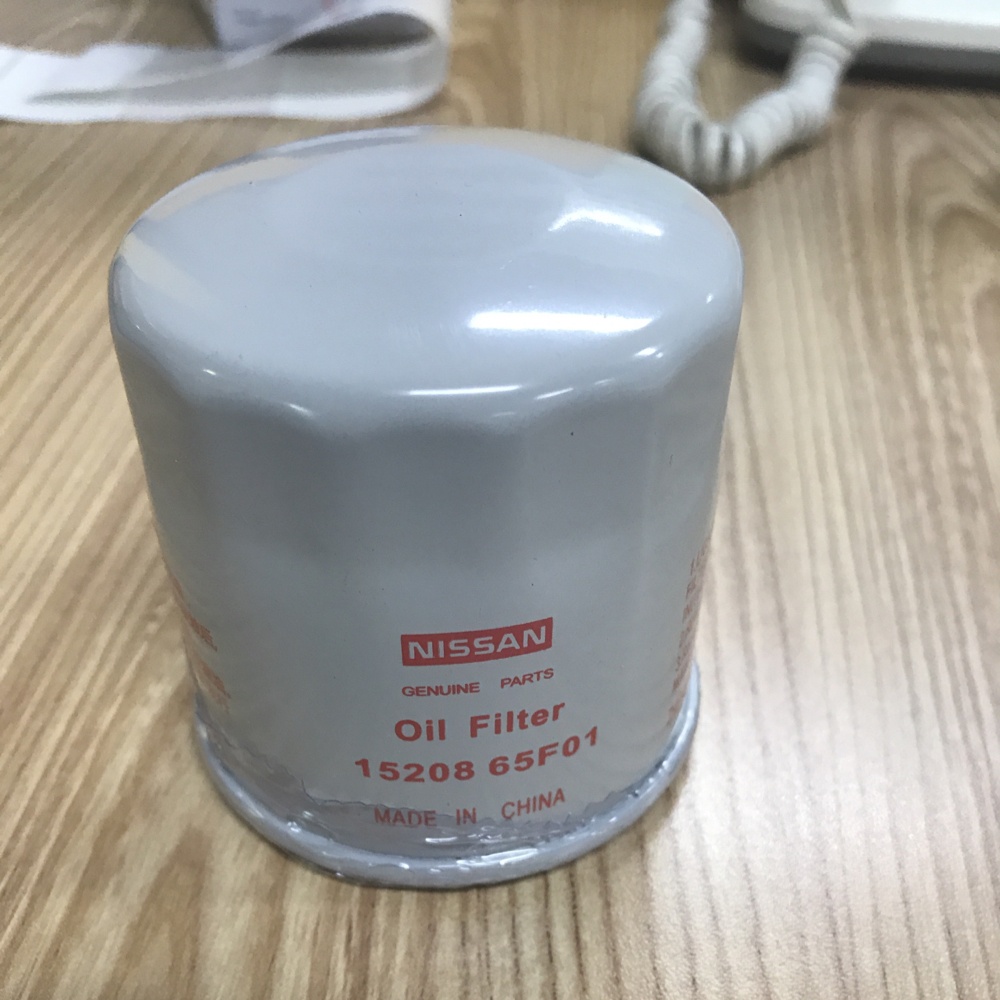 NISSAN
GENUINE PARTS
Oil Filter
15208 65F01
MADE IN CHINA